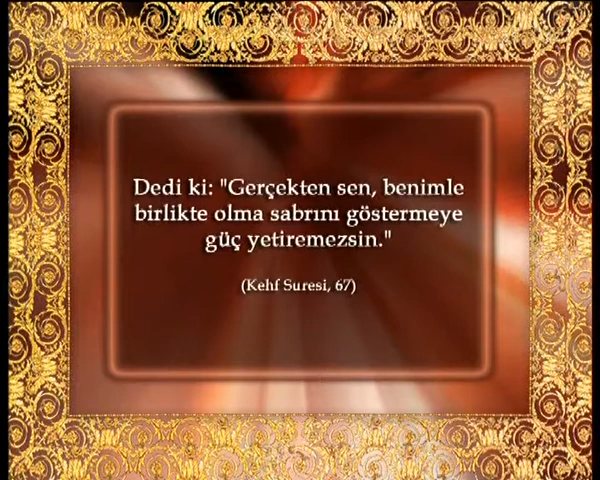 Dedi ki: "Gerçekten sen, benimle
birlikte olma sabrını göstermeye
güç yetiremezsin."
(Kehf Suresi, 67)